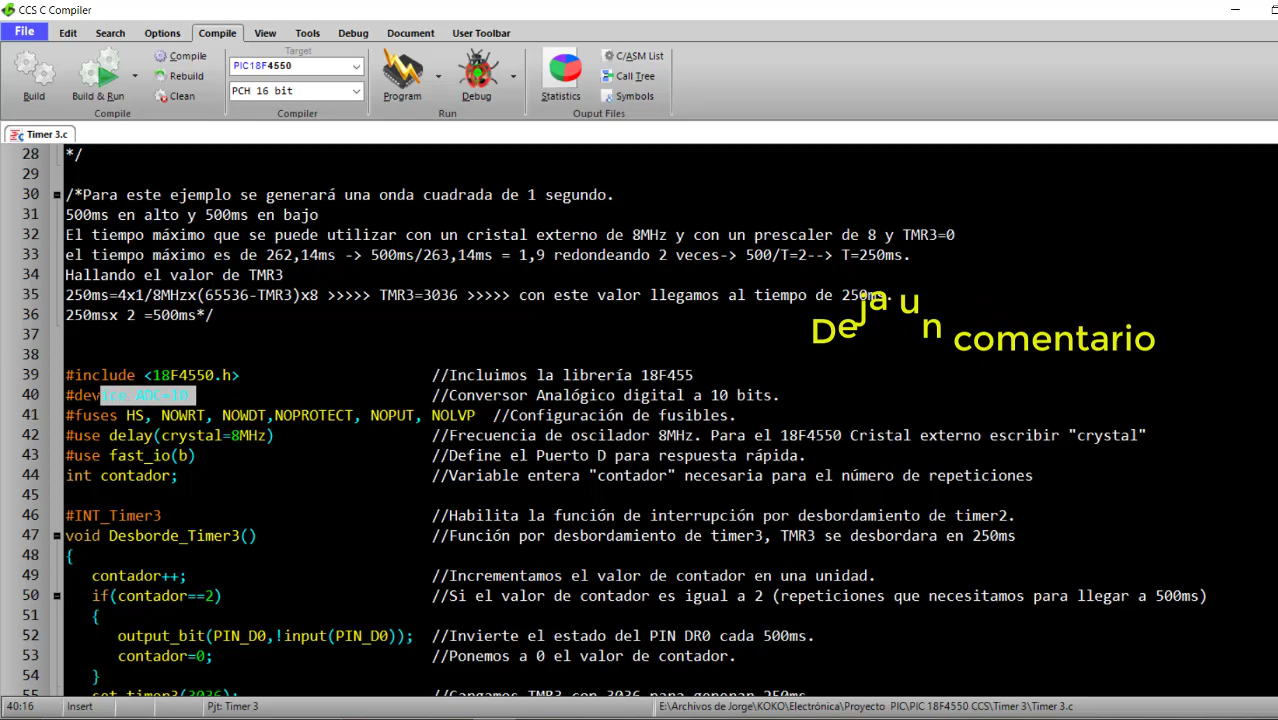 CCS C Compiler
File Edit Search Options Compile View Tools Debug Document User Toolbar
Build
Build & Run
Compile
Rebuild
Clean
Compile
Target
PIC18F4550
PCH 16 bit
Compiler
Program
Debug
Run
Statistics
C/ASM List
Call Tree
Symbols
Ouput Files
Timer 3.c
28 */
29
30 /*Para este ejemplo se generará una onda cuadrada de 1 segundo.
31 500ms en alto y 500ms en bajo
32 El tiempo máximo que se puede utilizar con un cristal externo de 8MHz y con un prescaler de 8 y TMR3=0
33 el tiempo máximo es de 262,14ms -> 500ms/263,14ms = 1,9 redondeando 2 veces-> 500/T=2--> T=250ms.
34 Hallando el valor de TMR3
35 250ms=4x1/8MHzx(65536-TMR3)x8 >>>>> TMR3=3036 >>>>> con este valor llegamos al tiempo de 250ms.
36 250msx 2 =500ms*/
Deja un comentario
37
38
39 #include <18F4550.h> //Incluimos la librería 18F455
40 #device ADC=10 //Conversor Analógico digital a 10 bits.
41 #fuses HS, NOWRT, NOWDT,NOPROTECT, NOPUT, NOLVP //Configuración de fusibles.
42 #use delay(crystal=8MHz) //Frecuencia de oscilador 8MHz. Para el 18F4550 Cristal externo escribir "crystal"
43 #use fast_io(b) //Define el Puerto D para respuesta rápida.
44 int contador; //Variable entera "contador" necesaria para el número de repeticiones
45
46 #INT_Timer3 //Habilita la función de interrupción por desbordamiento de timer2.
47 void Desborde_Timer3() //Función por desbordamiento de timer3, TMR3 se desbordara en 250ms
48 {
49 contador++; //Incrementamos el valor de contador en una unidad.
50 if(contador==2) //Si el valor de contador es igual a 2 (repeticiones que necesitamos para llegar a 500ms)
51 {
52 output_bit(PIN_D0,!input(PIN_D0)); //Invierte el estado del PIN DR0 cada 500ms.
53 contador=0; //Ponemos a 0 el valor de contador.
54 }
55 set_timer3(3036); //Cargamos TMR3 con 3036 para generar 250ms
40:16 Insert Pjt: Timer 3 E:\Archivos de Jorge\KOKO\Electrónica\Proyecto PIC\PIC 18F4550 CCS\Timer 3\Timer 3.c